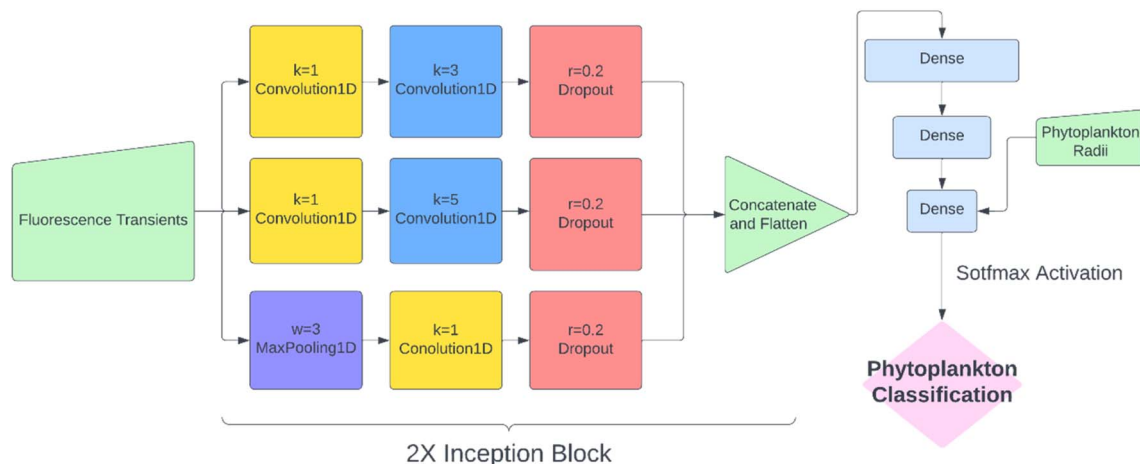 Fluorescence Transients
k=1
Convolution1D
k=3
Convolution1D
r=0.2
Dropout
k=1
Convolution1D
k=5
Convolution1D
r=0.2
Dropout
w=3
MaxPooling1D
k=1
Conolution1D
r=0.2
Dropout
2X Inception Block
Concatenate
and Flatten
Dense
Dense
Phytoplankton
Radii
Dense
Sotfmax Activation
Phytoplankton
Classification